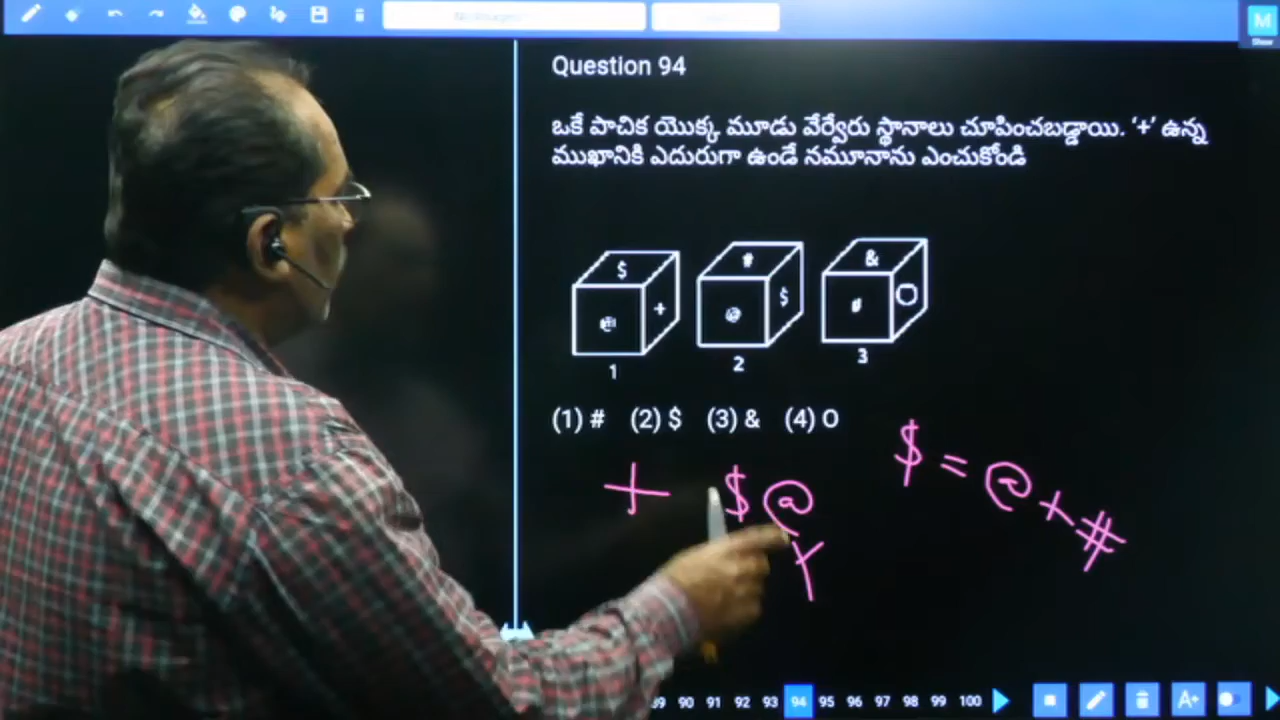 M
Show
Question 94
ఒకే పాచిక యొక్క మూడు వేర్వేరు స్థానాలు చూపించబడ్డాయి. ‘+’ ఉన్న
ముఖానికి ఎదురుగా ఉండే నమూనాను ఎంచుకోండి
$ # &
@ + @ $ # O
1 2 3
(1) # (2) $ (3) & (4) O
+ $ @
$ = @ + #
90 91 92 93 94 95 96 97 98 99 100
A+